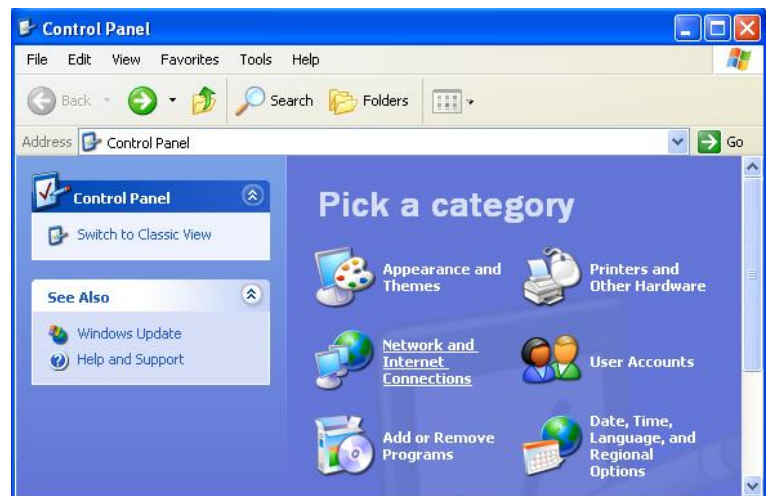 Control Panel
File Edit View Favorites Tools Help
Back Search Folders
Address Control Panel Go
Control Panel
Switch to Classic View
See Also
Windows Update
Help and Support
Pick a category
Appearance and
Themes
Printers and
Other Hardware
Network and
Internet
Connections
User Accounts
Add or Remove
Programs
Date, Time,
Language, and
Regional
Options